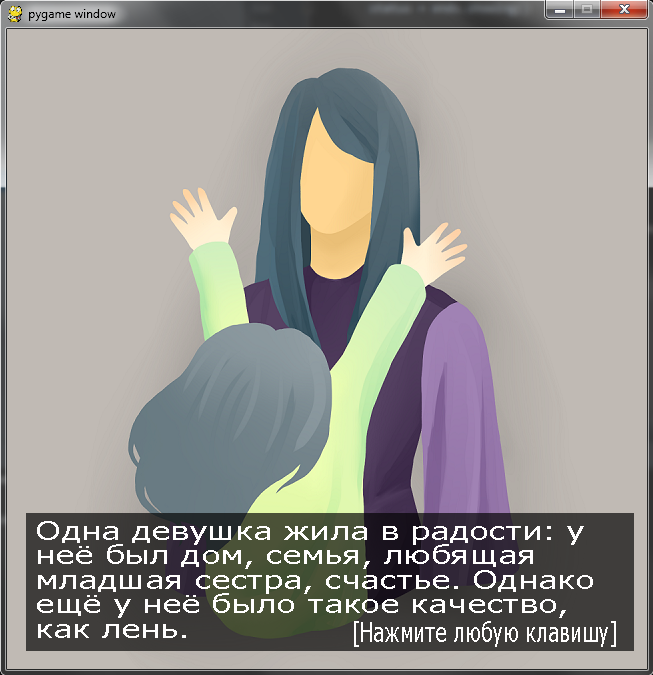 pygame window
Одна девушка жила в радости: у
неё был дом, семья, любящая
младшая сестра, счастье. Однако
ещё у неё было такое качество,
как лень.
[Нажмите любую клавишу]